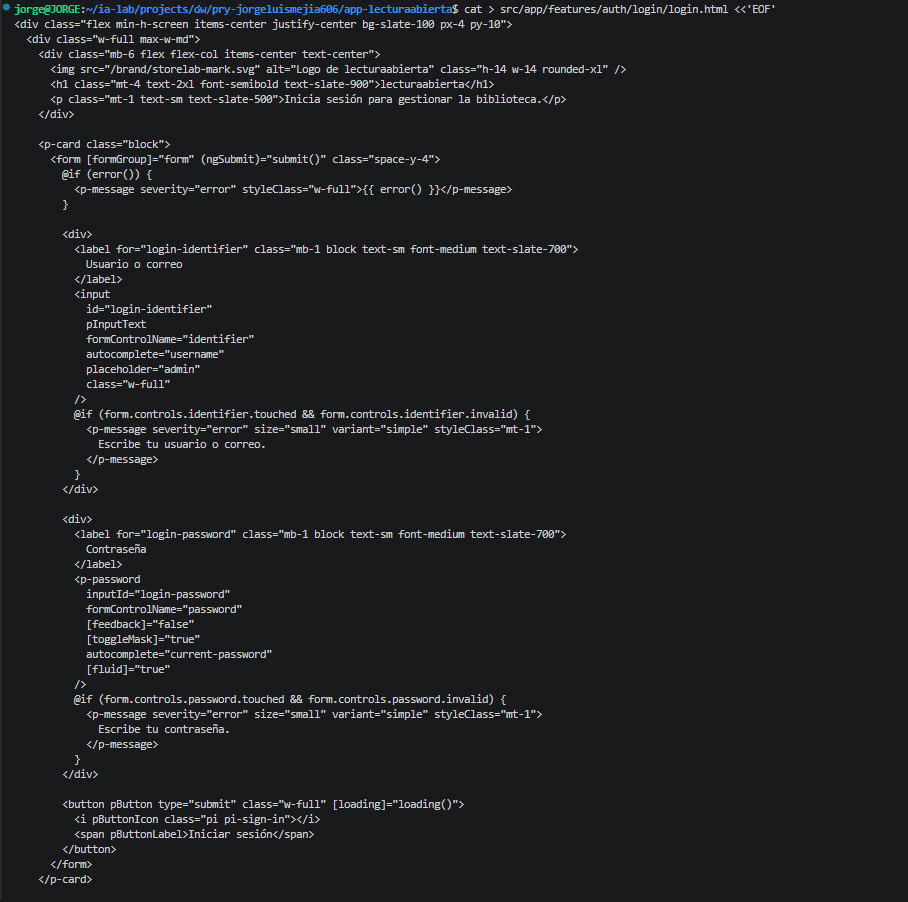 jorge@JORGE:~/ia-lab/projects/dw/pry-jorgeluismejia606/app-lecturaabierta$ cat > src/app/features/auth/login/login.html <<'EOF'
<div class="flex min-h-screen items-center justify-center bg-slate-100 px-4 py-10">
  <div class="w-full max-w-md">
    <div class="mb-6 flex flex-col items-center text-center">
      <img src="/brand/storelab-mark.svg" alt="Logo de lecturaabierta" class="h-14 w-14 rounded-xl" />
      <h1 class="mt-4 text-2xl font-semibold text-slate-900">lecturaabierta</h1>
      <p class="mt-1 text-sm text-slate-500">Inicia sesión para gestionar la biblioteca.</p>
    </div>

    <p-card class="block">
      <form [formGroup]="form" (ngSubmit)="submit()" class="space-y-4">
        @if (error()) {
          <p-message severity="error" styleClass="w-full">{{ error() }}</p-message>
        }

        <div>
          <label for="login-identifier" class="mb-1 block text-sm font-medium text-slate-700">
            Usuario o correo
          </label>
          <input
            id="login-identifier"
            pInputText
            formControlName="identifier"
            autocomplete="username"
            placeholder="admin"
            class="w-full"
          />
          @if (form.controls.identifier.touched && form.controls.identifier.invalid) {
            <p-message severity="error" size="small" variant="simple" styleClass="mt-1">
              Escribe tu usuario o correo.
            </p-message>
          }
        </div>

        <div>
          <label for="login-password" class="mb-1 block text-sm font-medium text-slate-700">
            Contraseña
          </label>
          <p-password
            inputId="login-password"
            formControlName="password"
            [feedback]="false"
            [toggleMask]="true"
            autocomplete="current-password"
            [fluid]="true"
          />
          @if (form.controls.password.touched && form.controls.password.invalid) {
            <p-message severity="error" size="small" variant="simple" styleClass="mt-1">
              Escribe tu contraseña.
            </p-message>
          }
        </div>

        <button pButton type="submit" class="w-full" [loading]="loading()">
          <i pButtonIcon class="pi pi-sign-in"></i>
          <span pButtonLabel>Iniciar sesión</span>
        </button>
      </form>
    </p-card>